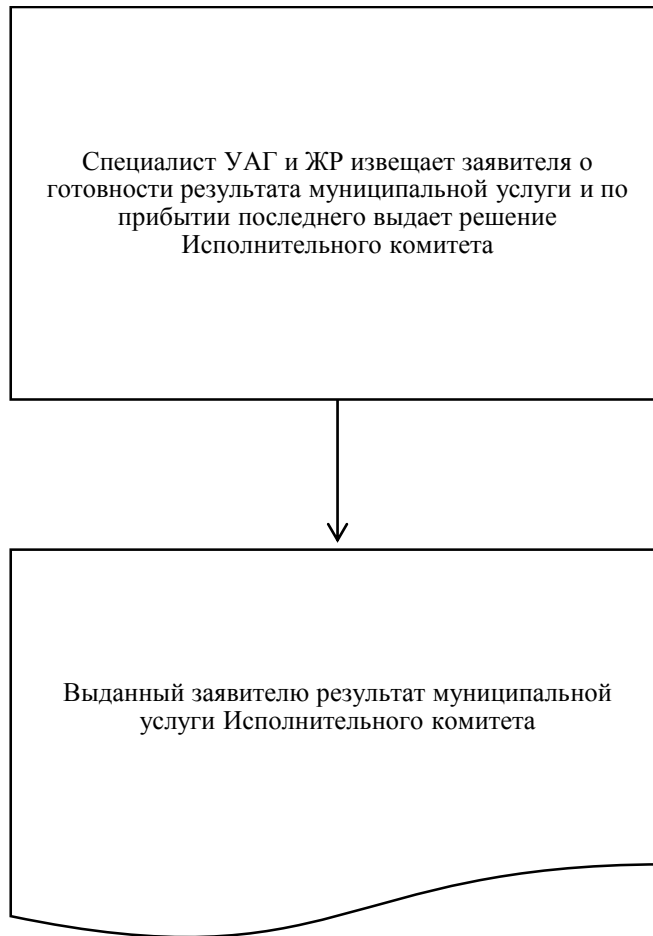 Специалист УАГ и ЖР извещает заявителя о
готовности результата муниципальной услуги и по
прибытии последнего выдает решение
Исполнительного комитета
Выданный заявителю результат муниципальной
услуги Исполнительного комитета